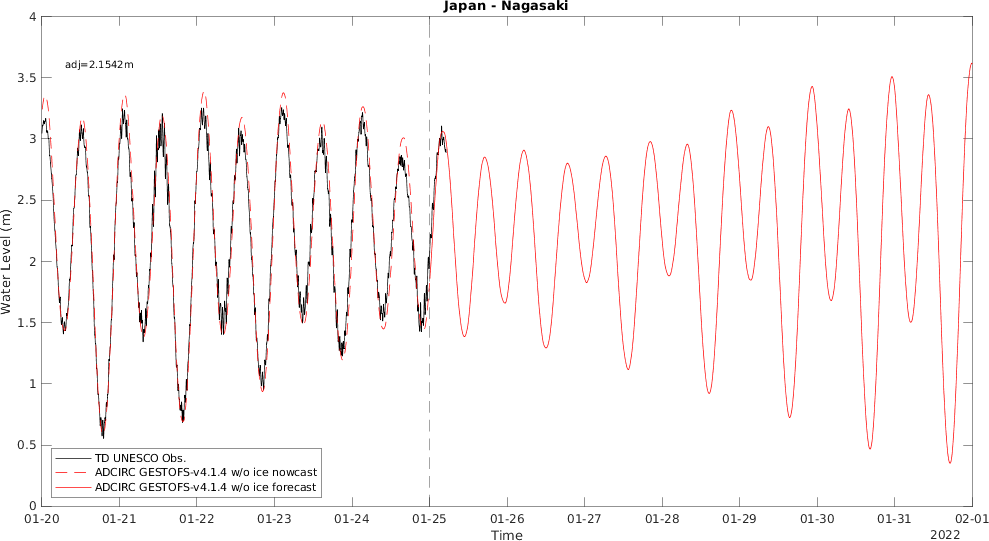 Japan - Nagasaki
4
adj=2.1542m
3.5
3
2.5
2
1.5
1
0.5
0
Water Level (m)
TD UNESCO Obs.
ADCIRC GESTOFS-v4.1.4 w/o ice nowcast
ADCIRC GESTOFS-v4.1.4 w/o ice forecast
01-20 01-21 01-22 01-23 01-24 01-25 01-26 01-27 01-28 01-29 01-30 01-31 02-01
Time
2022